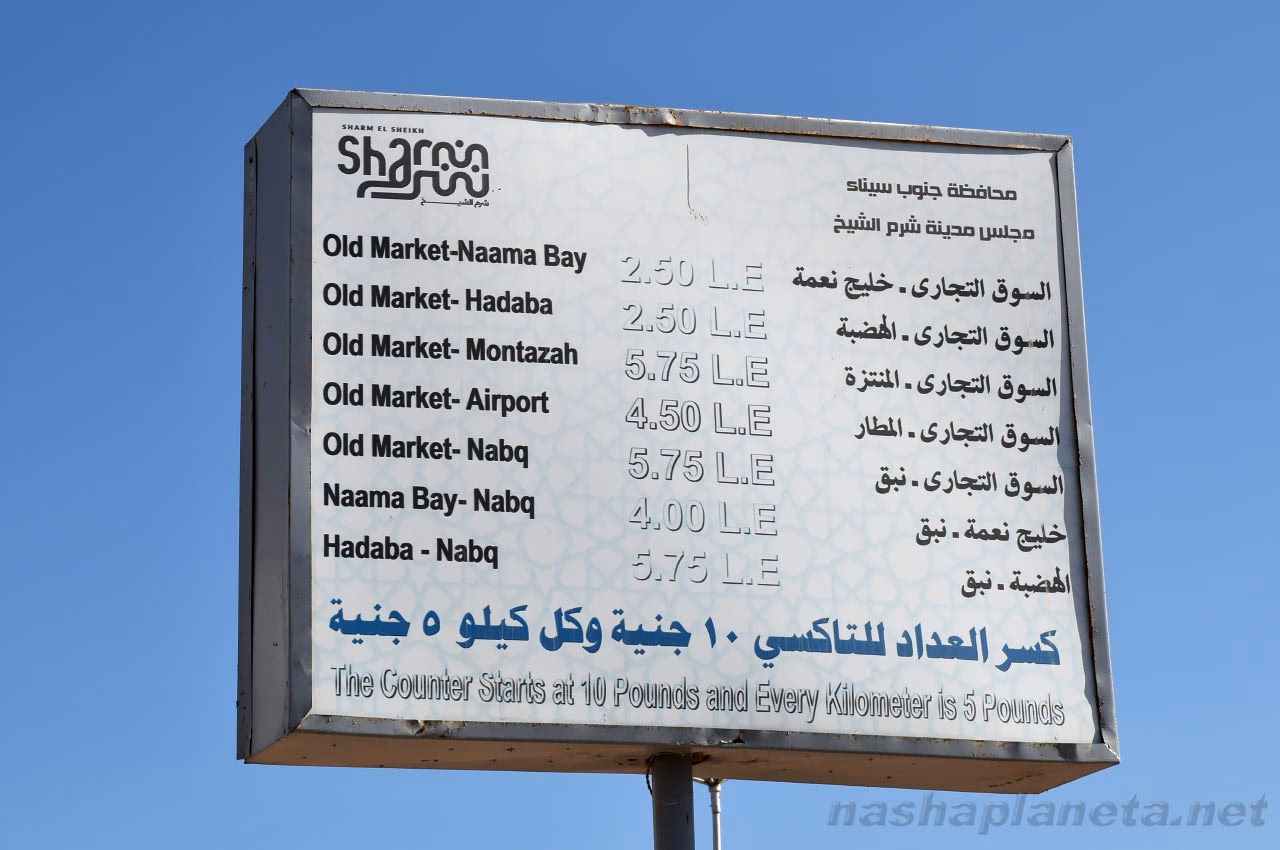 SHARM EL SHEIKH
Sharm
شرم الشيخ
محافظة جنوب سيناء
مجلس مدينة شرم الشيخ
Old Market-Naama Bay 2.50 L.E السوق التجارى . خليج نعمة
Old Market- Hadaba 2.50 L.E السوق التجارى . الهضبة
Old Market- Montazah 5.75 L.E السوق التجارى . المنتزة
Old Market- Airport 4.50 L.E السوق التجارى . المطار
Old Market- Nabq 5.75 L.E السوق التجارى . نبق
Naama Bay- Nabq 4.00 L.E خليج نعمة . نبق
Hadaba - Nabq 5.75 L.E الهضبة . نبق
كسر العداد للتاكسي ١٠ جنية وكل كيلو ٥ جنية
The Counter Starts at 10 Pounds and Every Kilometer is 5 Pounds
nashaplaneta.net